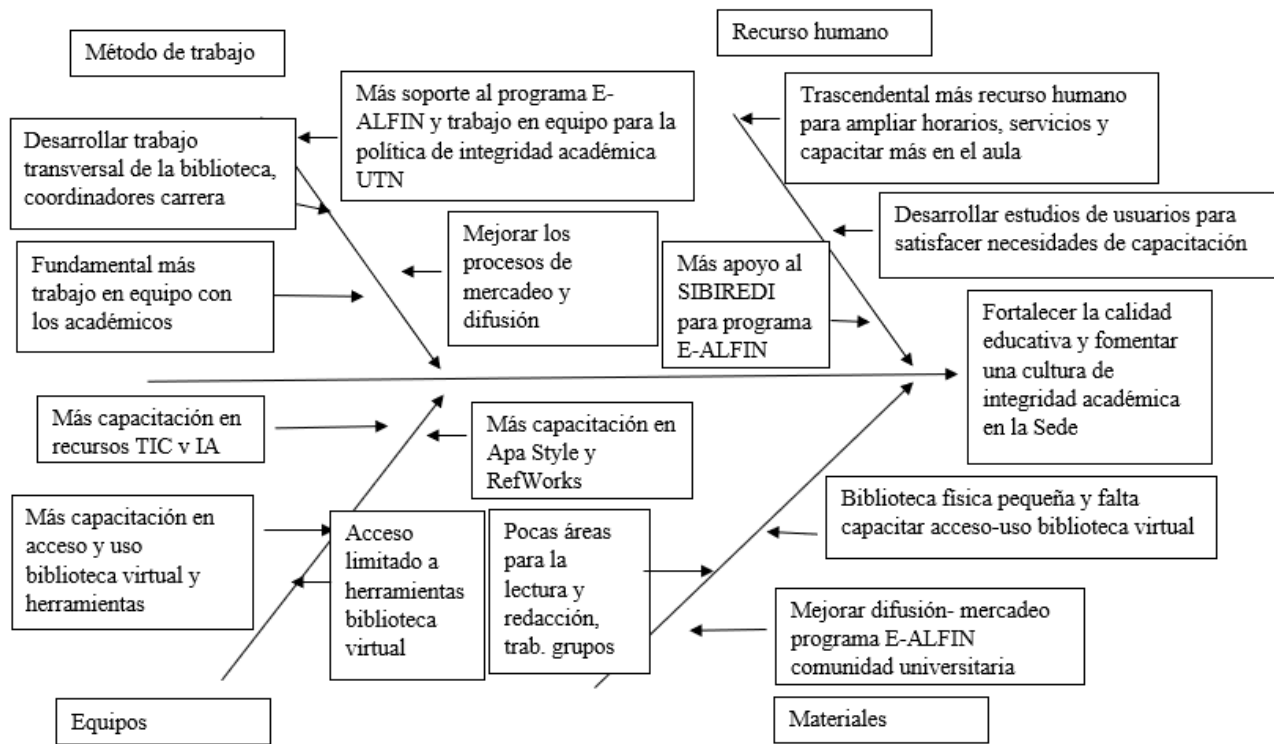 Método de trabajo
Recurso humano
Más soporte al programa E-
ALFIN y trabajo en equipo para la
política de integridad académica
UTN
Trascendental más recurso humano
para ampliar horarios, servicios y
capacitar más en el aula
Desarrollar trabajo
transversal de la biblioteca,
coordinadores carrera
Desarrollar estudios de usuarios para
satisfacer necesidades de capacitación
Mejorar los
procesos de
mercadeo y
difusión
Fundamental más
trabajo en equipo con
los académicos
Más apoyo al
SIBIREDI
para programa
E-ALFIN
Fortalecer la calidad
educativa y fomentar
una cultura de
integridad académica
en la Sede
Más capacitación en
recursos TIC v IA
Más capacitación en
Apa Style y
RefWorks
Biblioteca física pequeña y falta
capacitar acceso-uso biblioteca virtual
Más capacitación en
acceso y uso
biblioteca virtual y
herramientas
Acceso
limitado a
herramientas
biblioteca
virtual
Pocas áreas
para la
lectura y
redacción,
trab. grupos
Mejorar difusión- mercadeo
programa E-ALFIN
comunidad universitaria
Equipos
Materiales